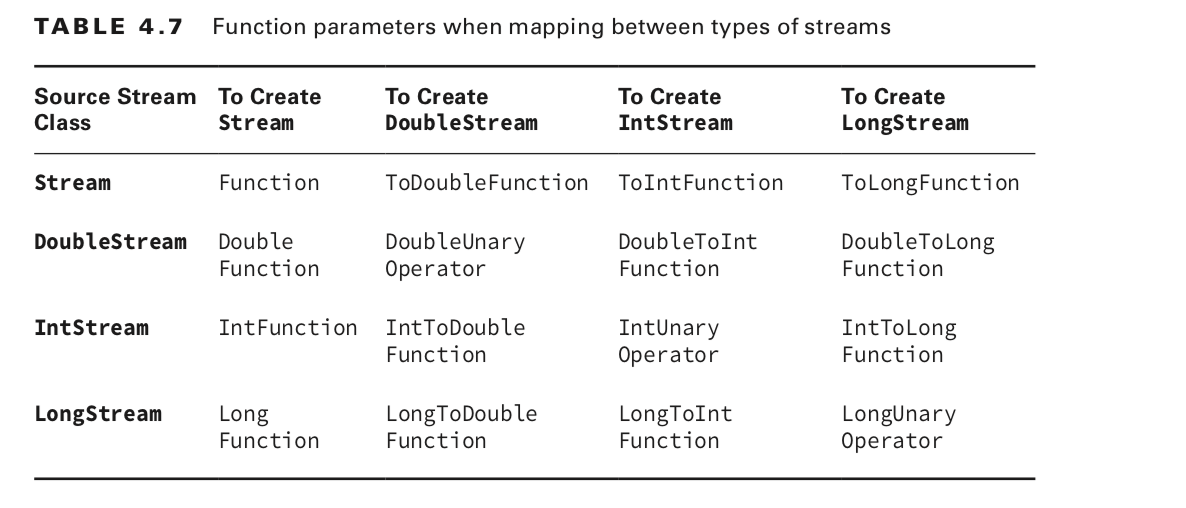 TABLE 4.7 Function parameters when mapping between types of streams
Source Stream Class To Create Stream To Create DoubleStream To Create IntStream To Create LongStream
Stream Function ToDoubleFunction ToIntFunction ToLongFunction
DoubleStream Double Function DoubleUnary Operator DoubleToInt Function DoubleToLong Function
IntStream IntFunction IntToDouble Function IntUnary Operator IntToLong Function
LongStream Long Function LongToDouble Function LongToInt Function LongUnary Operator